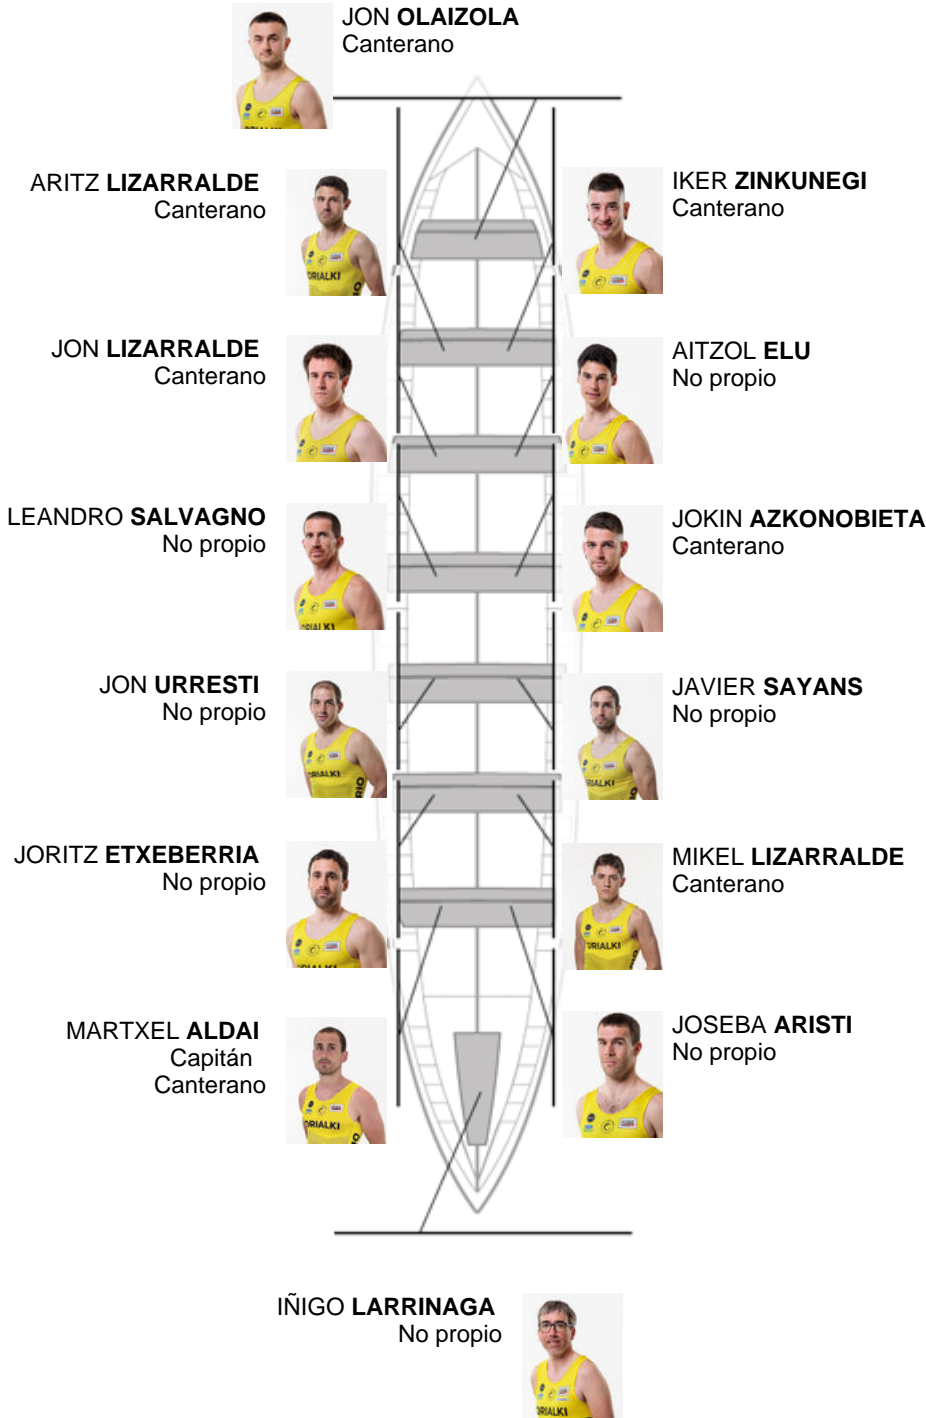 JON OLAIZOLA
Canterano
ARITZ LIZARRALDE
Canterano
IKER ZINKUNEGI
Canterano
JON LIZARRALDE
Canterano
AITZOL ELU
No propio
LEANDRO SALVAGNO
No propio
JOKIN AZKONOBIETA
Canterano
JON URRESTI
No propio
JAVIER SAYANS
No propio
JORITZ ETXEBERRIA
No propio
MIKEL LIZARRALDE
Canterano
MARTXEL ALDAI
Capitán
Canterano
JOSEBA ARISTI
No propio
IÑIGO LARRINAGA
No propio